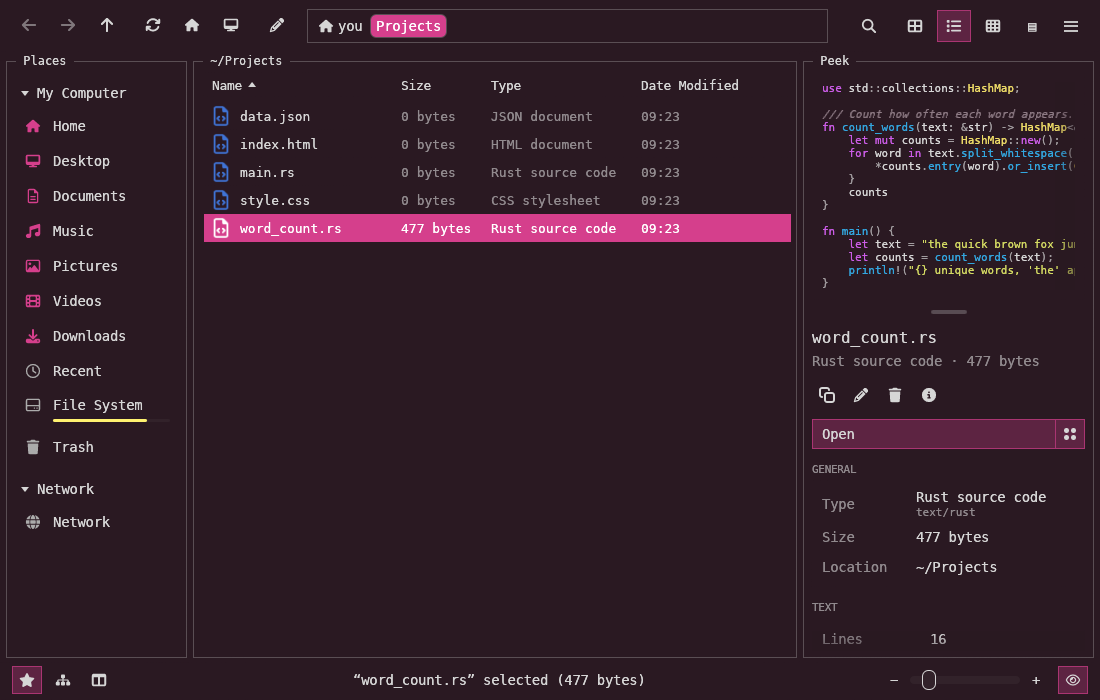 you Projects
Places
My Computer
Home
Desktop
Documents
Music
Pictures
Videos
Downloads
Recent
File System
Trash
Network
Network
~/Projects
Name Size Type Date Modified
data.json 0 bytes JSON document 09:23
index.html 0 bytes HTML document 09:23
main.rs 0 bytes Rust source code 09:23
style.css 0 bytes CSS stylesheet 09:23
word_count.rs 477 bytes Rust source code 09:23
Peek
use std::collections::HashMap;
/// Count how often each word appears.
fn count_words(text: &str) -> HashMap<
    let mut counts = HashMap::new();
    for word in text.split_whitespace(
        *counts.entry(word).or_insert(
    }
    counts
}
fn main() {
    let text = "the quick brown fox ju
    let counts = count_words(text);
    println!("{} unique words, 'the' a
}
word_count.rs
Rust source code · 477 bytes
Open
GENERAL
Type Rust source code
text/rust
Size 477 bytes
Location ~/Projects
TEXT
Lines 16
“word_count.rs” selected (477 bytes)
− +